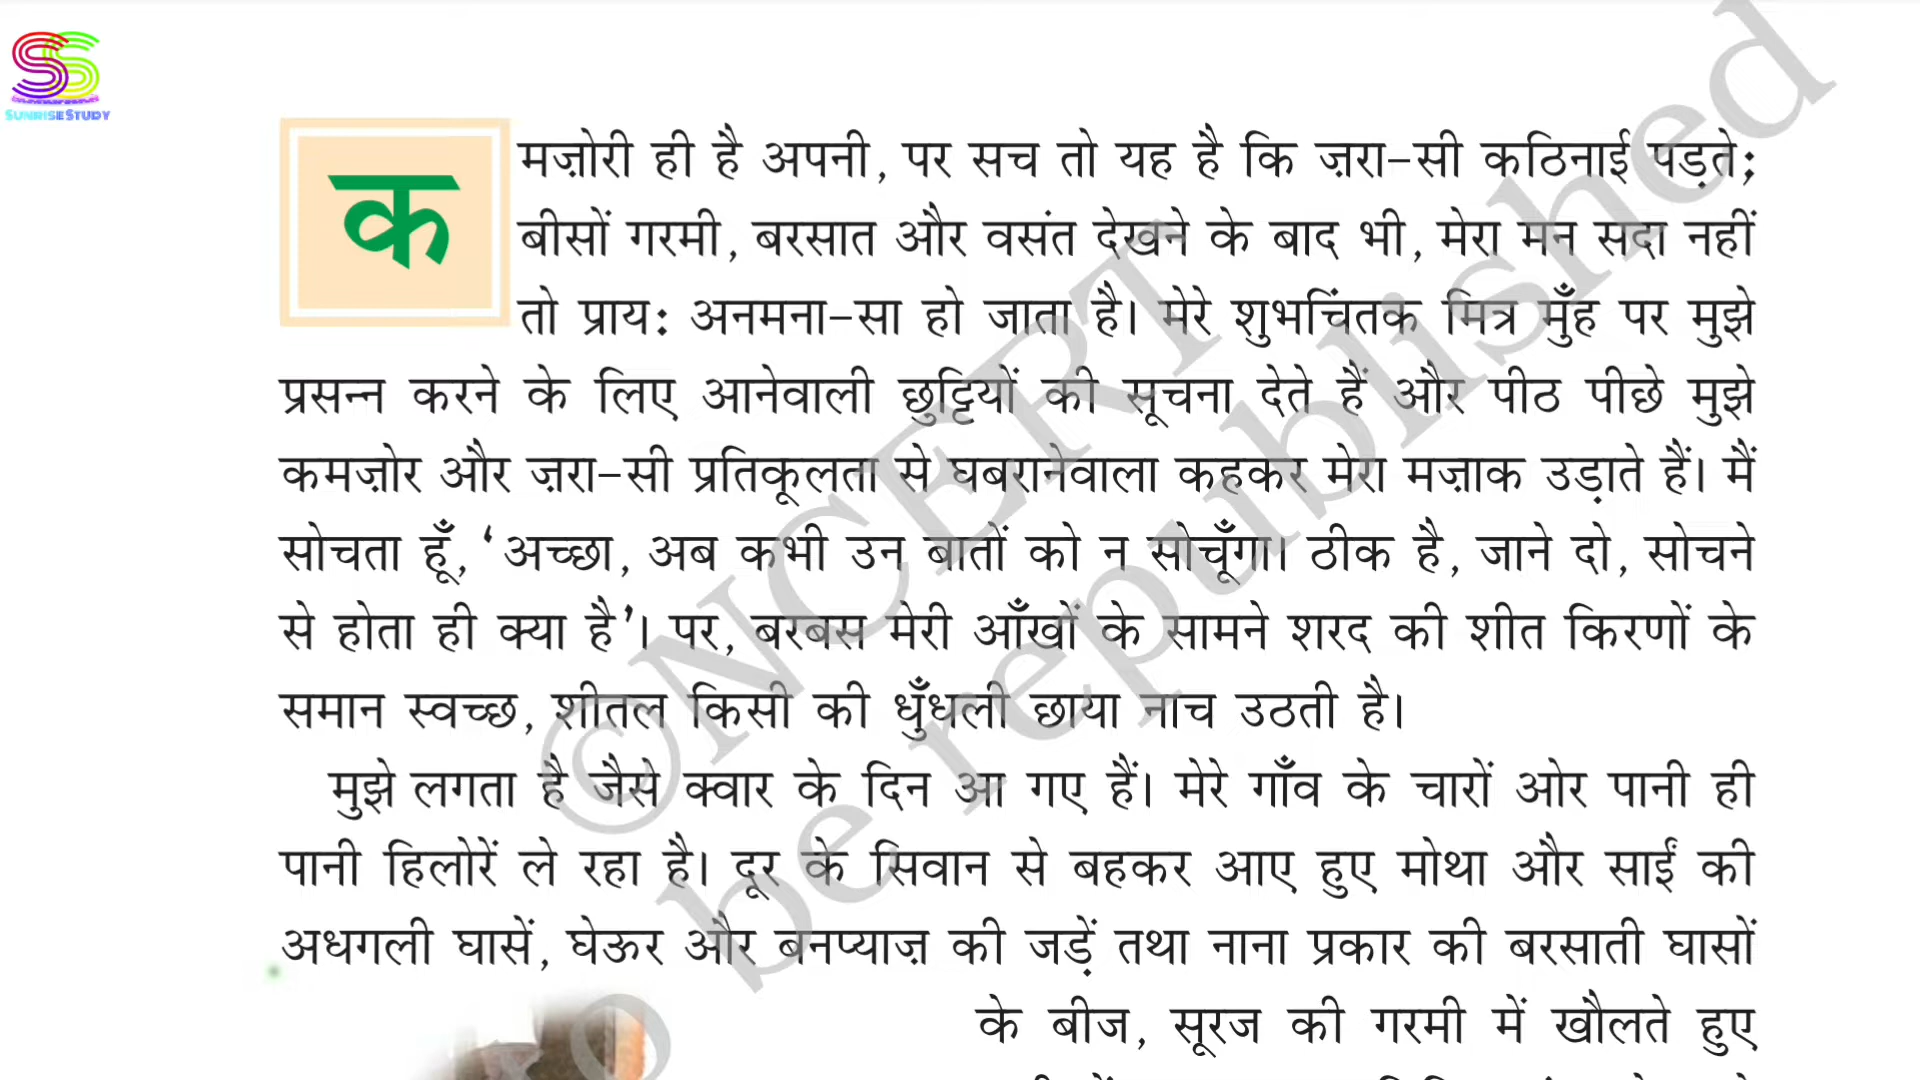 SUNRISE STUDY
कमज़ोरी ही है अपनी, पर सच तो यह है कि ज़रा-सी कठिनाई पड़ते;
बीसों गरमी, बरसात और वसंत देखने के बाद भी, मेरा मन सदा नहीं
तो प्राय: अनमना-सा हो जाता है। मेरे शुभचिंतक मित्र मुँह पर मुझे
प्रसन्न करने के लिए आनेवाली छुट्टियों की सूचना देते हैं और पीठ पीछे मुझे
कमज़ोर और ज़रा-सी प्रतिकूलता से घबरानेवाला कहकर मेरा मज़ाक उड़ाते हैं। मैं
सोचता हूँ, ‘अच्छा, अब कभी उन बातों को न सोचूँगा। ठीक है, जाने दो, सोचने
से होता ही क्या है’। पर, बरबस मेरी आँखों के सामने शरद की शीत किरणों के
समान स्वच्छ, शीतल किसी की धुँधली छाया नाच उठती है।
मुझे लगता है जैसे क्वार के दिन आ गए हैं। मेरे गाँव के चारों ओर पानी ही
पानी हिलोरें ले रहा है। दूर के सिवान से बहकर आए हुए मोथा और साईं की
अधगली घासें, घेऊर और बनप्याज़ की जड़ें तथा नाना प्रकार की बरसाती घासों
के बीज, सूरज की गरमी में खौलते हुए
©NCERT
to be republished